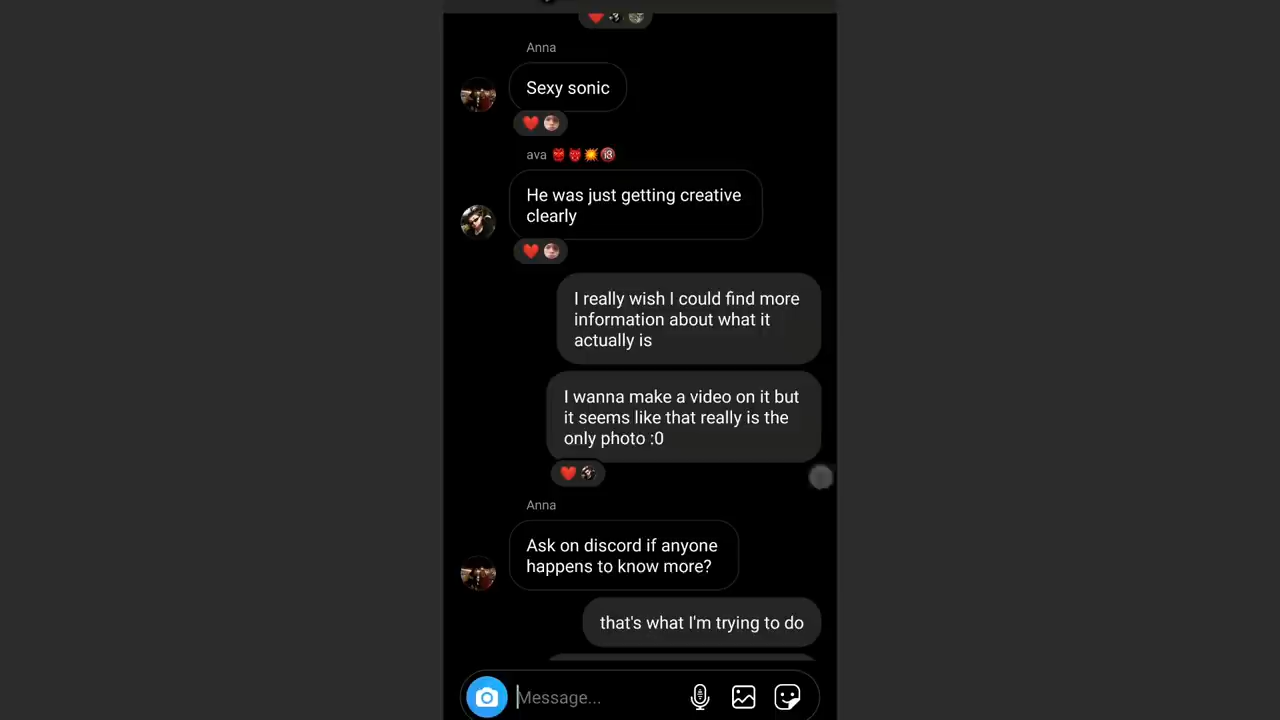 Anna
Sexy sonic
ava 👹👹💥🔞
He was just getting creative
clearly
I really wish I could find more
information about what it
actually is
I wanna make a video on it but
it seems like that really is the
only photo :0
Anna
Ask on discord if anyone
happens to know more?
that's what I'm trying to do
Message...